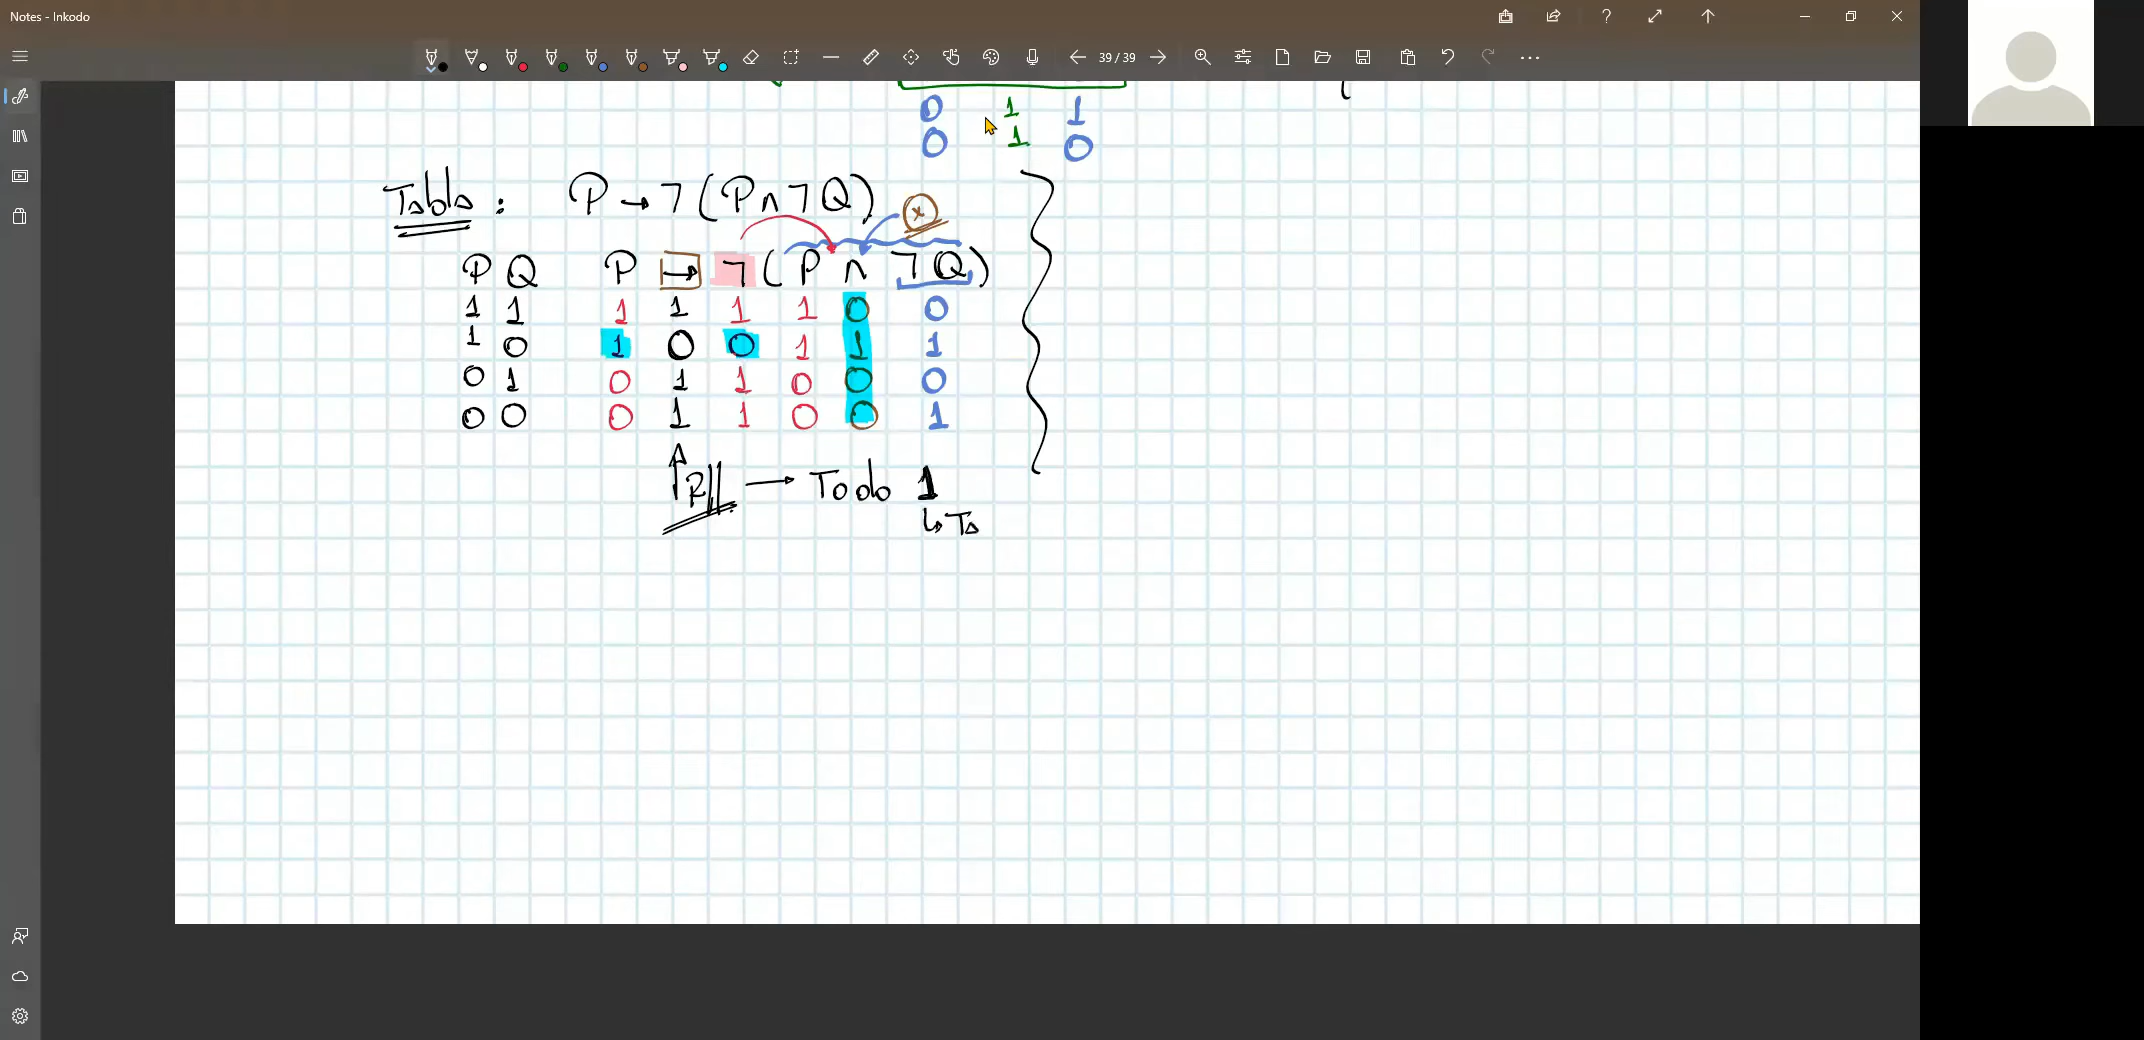 Notes - Inkodo
39 / 39
0 1 1
0 1 0
Tabla: P → ¬ (P ∧ ¬ Q)
x
P Q P → ¬ ( P ∧ ¬ Q )
1 1 1 1 1 1 0 0
1 0 1 0 0 1 1 1
0 1 0 1 1 0 0 0
0 0 0 1 1 0 0 1
R// → Todo 1
↳ Ta